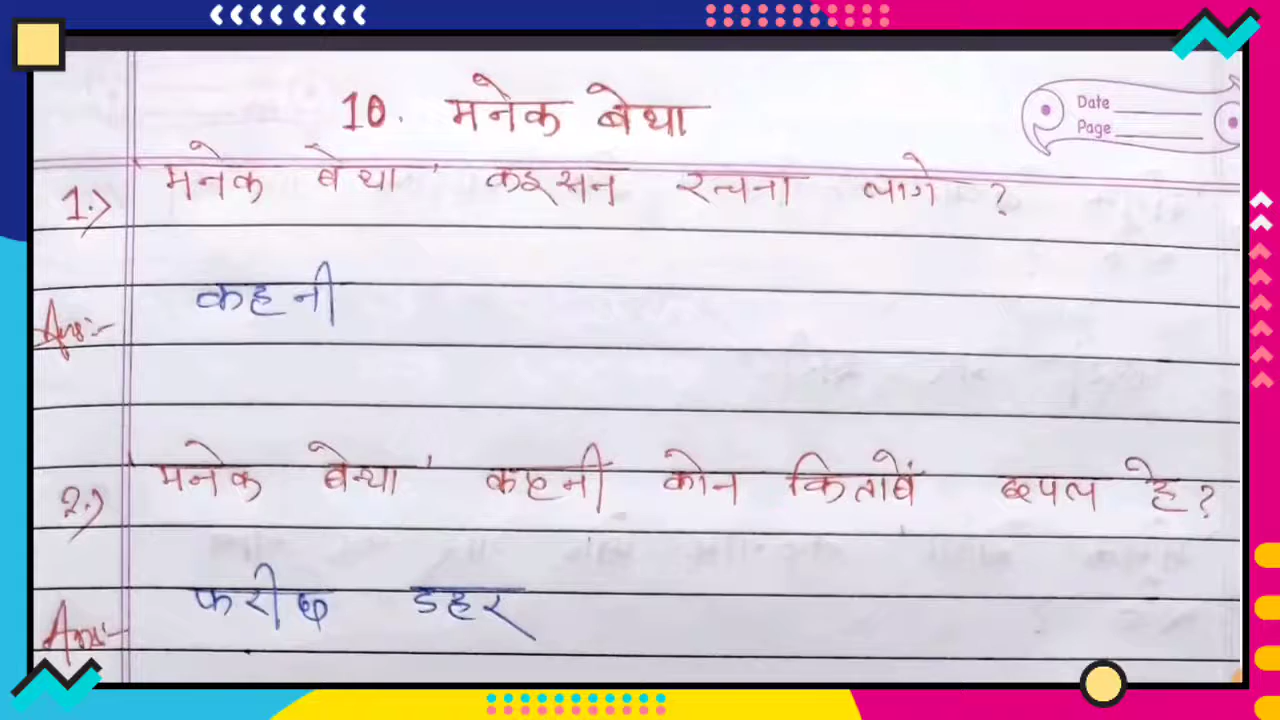 Date
Page
10. मनेक बेथा
1.) मनेक बेथा' कइसन रचना लागे ?
Ans:- कहनी
2.) मनेक बेथा' कहनी कोन किताबें छपल हे ?
Ans:- फरीछ डहर